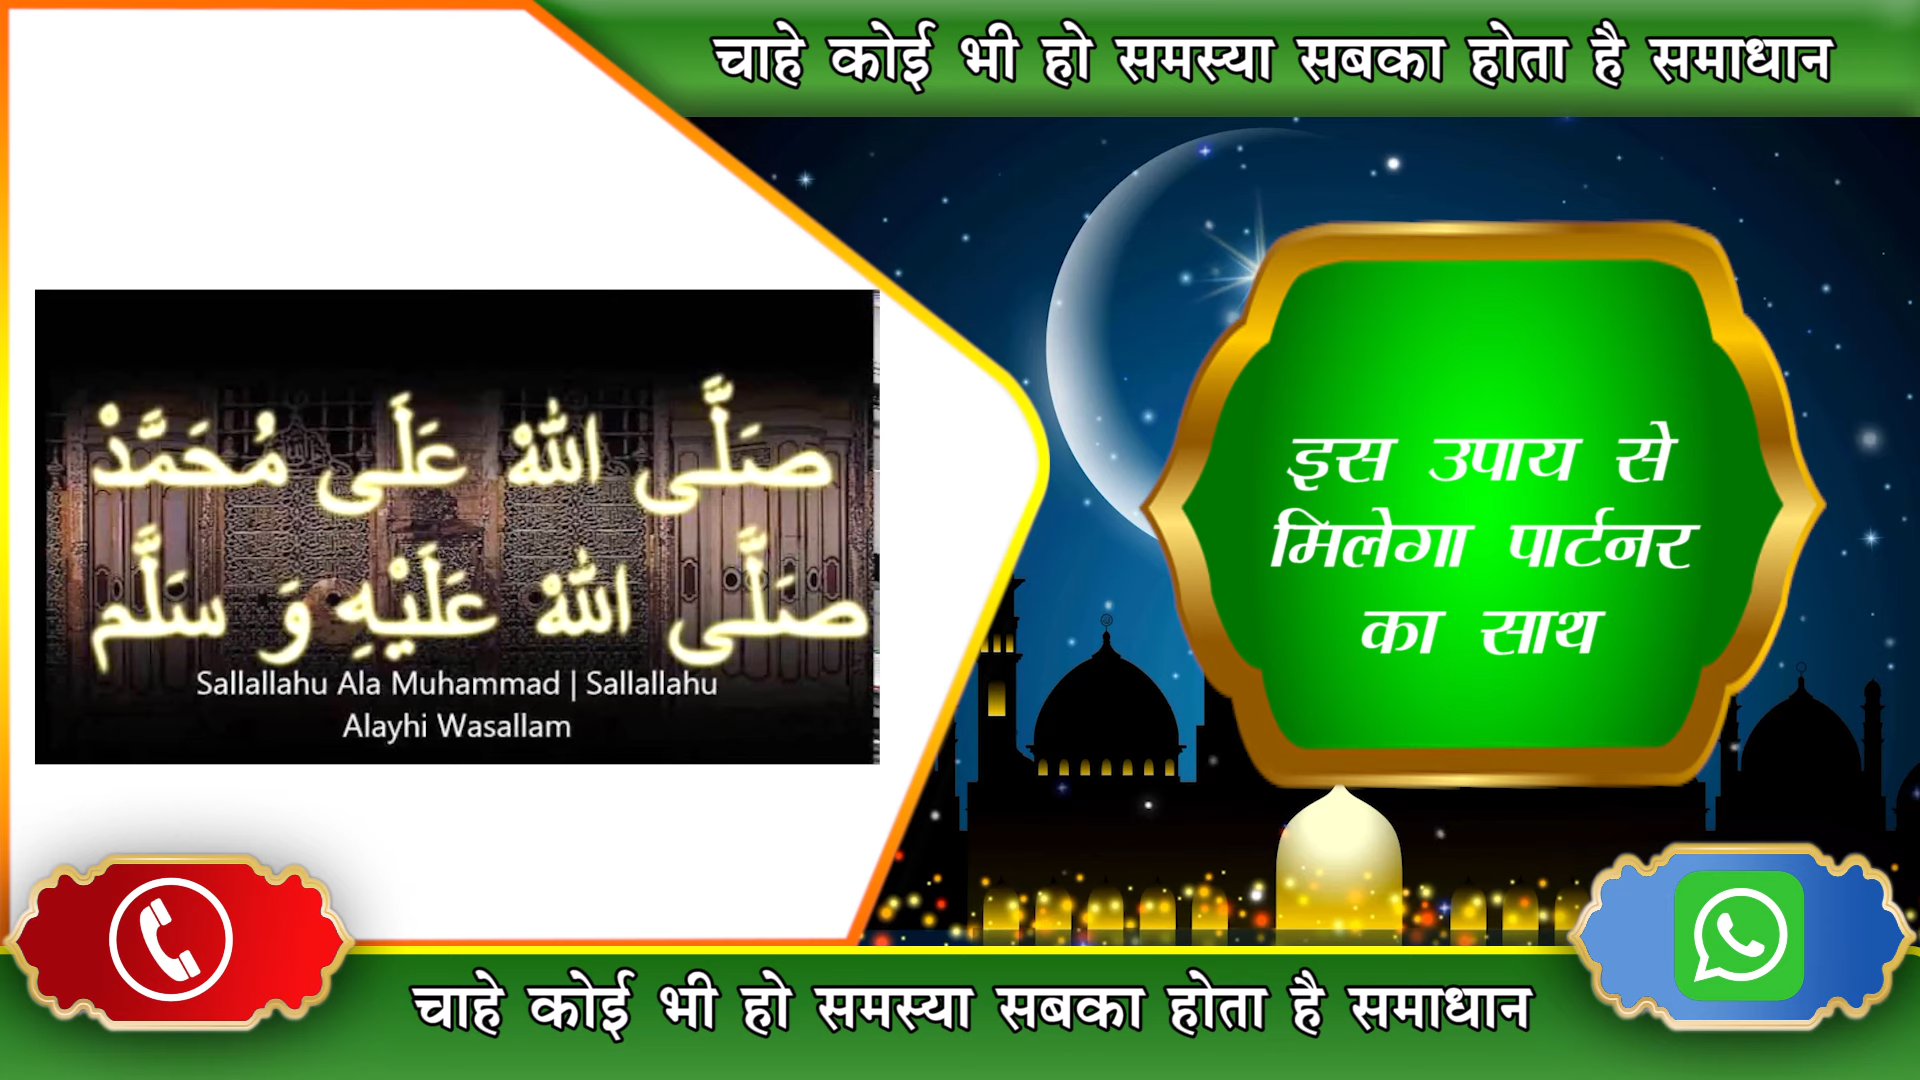 चाहे कोई भी हो समस्या सबका होता है समाधान
صَلَّى اللهُ عَلَى مُحَمَّدْ
صَلَّى اللهُ عَلَيْهِ وَ سَلَّم
Sallallahu Ala Muhammad | Sallallahu
Alayhi Wasallam
इस उपाय से
मिलेगा पार्टनर
का साथ
चाहे कोई भी हो समस्या सबका होता है समाधान